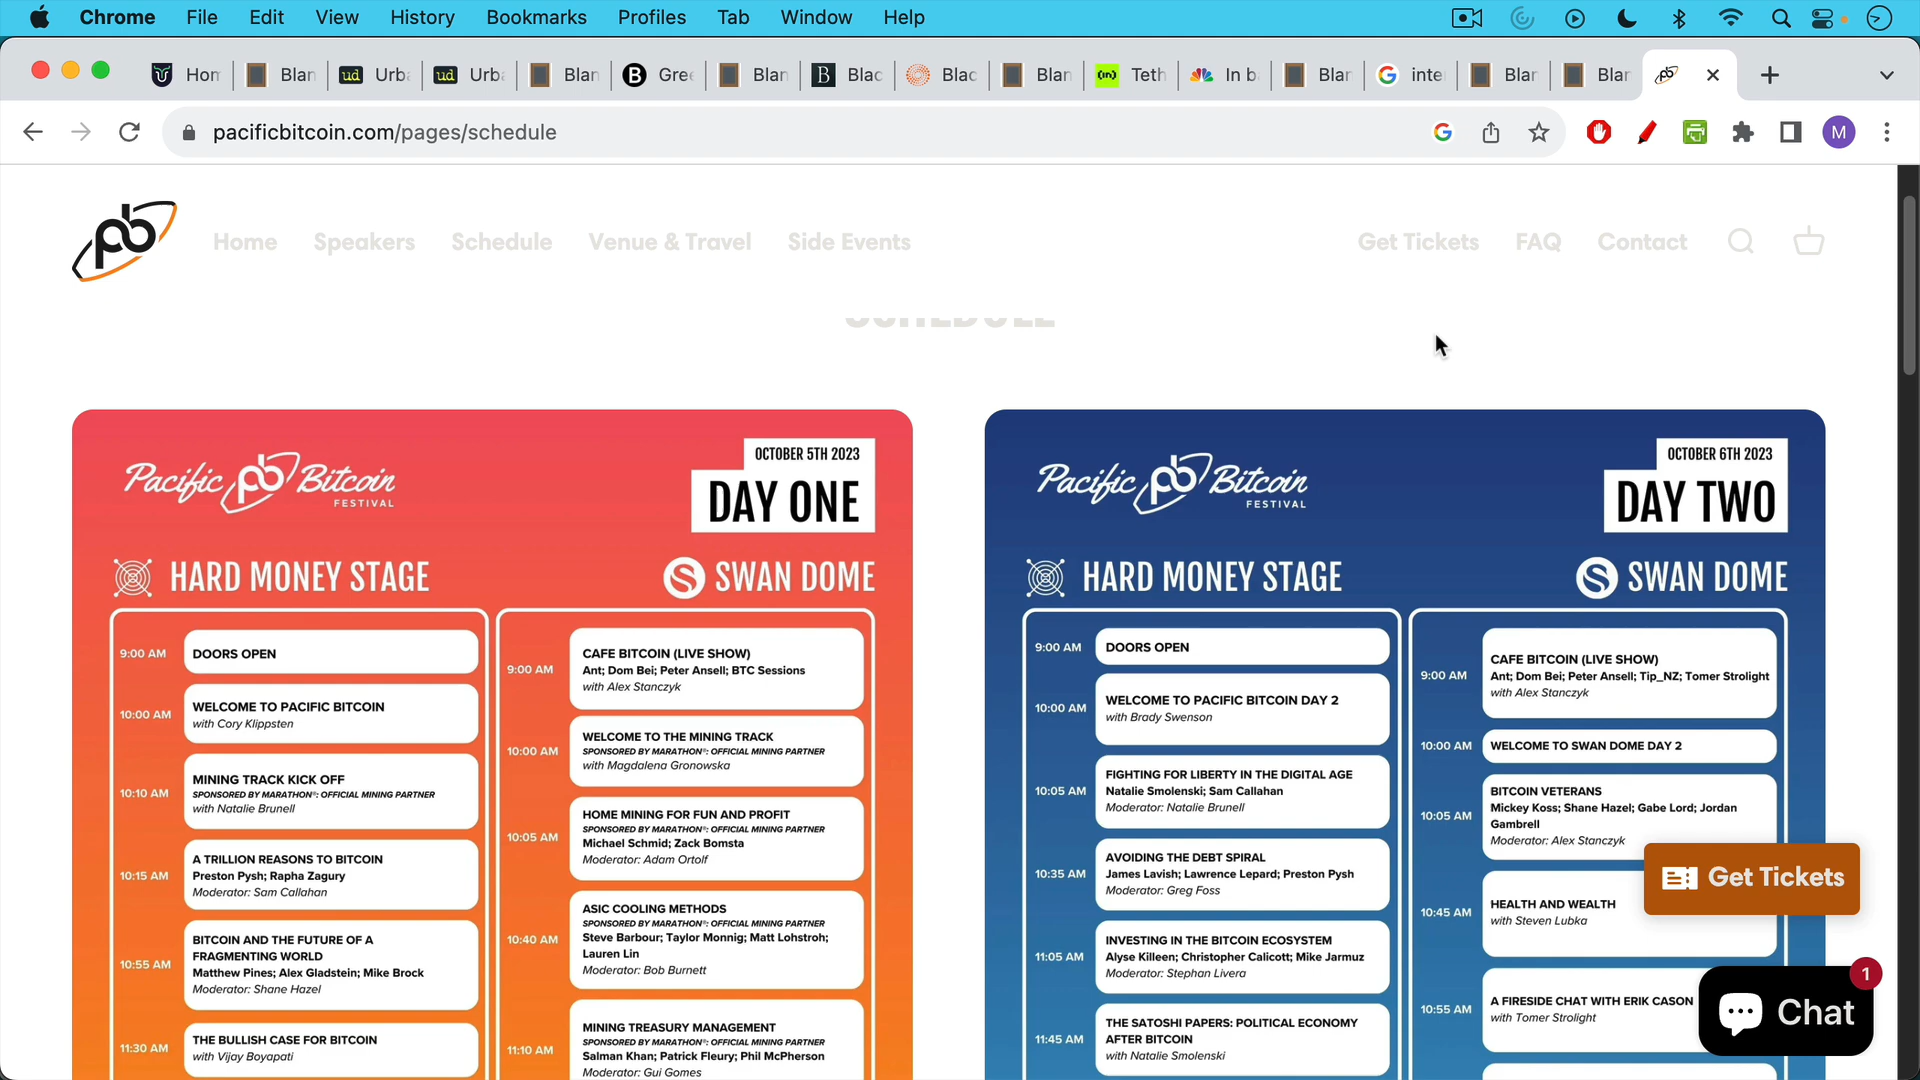 Chrome File Edit View History Bookmarks Profiles Tab Window Help
Hom Blan Urba Urba Blan Gree Blan Blac Blac Blan Teth In b Blan inte Blan Blan
pacificbitcoin.com/pages/schedule
M
pb Home Speakers Schedule Venue & Travel Side Events Get Tickets FAQ Contact
SCHEDULE
Pacific pb Bitcoin
FESTIVAL
OCTOBER 5TH 2023
DAY ONE
HARD MONEY STAGE
9:00 AM DOORS OPEN
10:00 AM WELCOME TO PACIFIC BITCOIN
with Cory Klippsten
10:10 AM MINING TRACK KICK OFF
SPONSORED BY MARATHON®: OFFICIAL MINING PARTNER
with Natalie Brunell
10:15 AM A TRILLION REASONS TO BITCOIN
Preston Pysh; Rapha Zagury
Moderator: Sam Callahan
10:55 AM BITCOIN AND THE FUTURE OF A
FRAGMENTING WORLD
Matthew Pines; Alex Gladstein; Mike Brock
Moderator: Shane Hazel
11:30 AM THE BULLISH CASE FOR BITCOIN
with Vijay Boyapati
SWAN DOME
9:00 AM CAFE BITCOIN (LIVE SHOW)
Ant; Dom Bei; Peter Ansell; BTC Sessions
with Alex Stanczyk
10:00 AM WELCOME TO THE MINING TRACK
SPONSORED BY MARATHON®: OFFICIAL MINING PARTNER
with Magdalena Gronowska
10:05 AM HOME MINING FOR FUN AND PROFIT
SPONSORED BY MARATHON®: OFFICIAL MINING PARTNER
Michael Schmid; Zack Bomsta
Moderator: Adam Ortolf
10:40 AM ASIC COOLING METHODS
SPONSORED BY MARATHON®: OFFICIAL MINING PARTNER
Steve Barbour; Taylor Monnig; Matt Lohstroh;
Lauren Lin
Moderator: Bob Burnett
11:10 AM MINING TREASURY MANAGEMENT
SPONSORED BY MARATHON®: OFFICIAL MINING PARTNER
Salman Khan; Patrick Fleury; Phil McPherson
Moderator: Gui Gomes
Pacific pb Bitcoin
FESTIVAL
OCTOBER 6TH 2023
DAY TWO
HARD MONEY STAGE
9:00 AM DOORS OPEN
10:00 AM WELCOME TO PACIFIC BITCOIN DAY 2
with Brady Swenson
10:05 AM FIGHTING FOR LIBERTY IN THE DIGITAL AGE
Natalie Smolenski; Sam Callahan
Moderator: Natalie Brunell
10:35 AM AVOIDING THE DEBT SPIRAL
James Lavish; Lawrence Lepard; Preston Pysh
Moderator: Greg Foss
11:05 AM INVESTING IN THE BITCOIN ECOSYSTEM
Alyse Killeen; Christopher Calicott; Mike Jarmuz
Moderator: Stephan Livera
11:45 AM THE SATOSHI PAPERS: POLITICAL ECONOMY
AFTER BITCOIN
with Natalie Smolenski
SWAN DOME
9:00 AM CAFE BITCOIN (LIVE SHOW)
Ant; Dom Bei; Peter Ansell; Tip_NZ; Tomer Strolight
with Alex Stanczyk
10:00 AM WELCOME TO SWAN DOME DAY 2
10:05 AM BITCOIN VETERANS
Mickey Koss; Shane Hazel; Gabe Lord; Jordan
Gambrell
Moderator: Alex Stanczyk
10:45 AM HEALTH AND WEALTH
with Steven Lubka
10:55 AM A FIRESIDE CHAT WITH ERIK CASON
with Tomer Strolight
Get Tickets
1
Chat